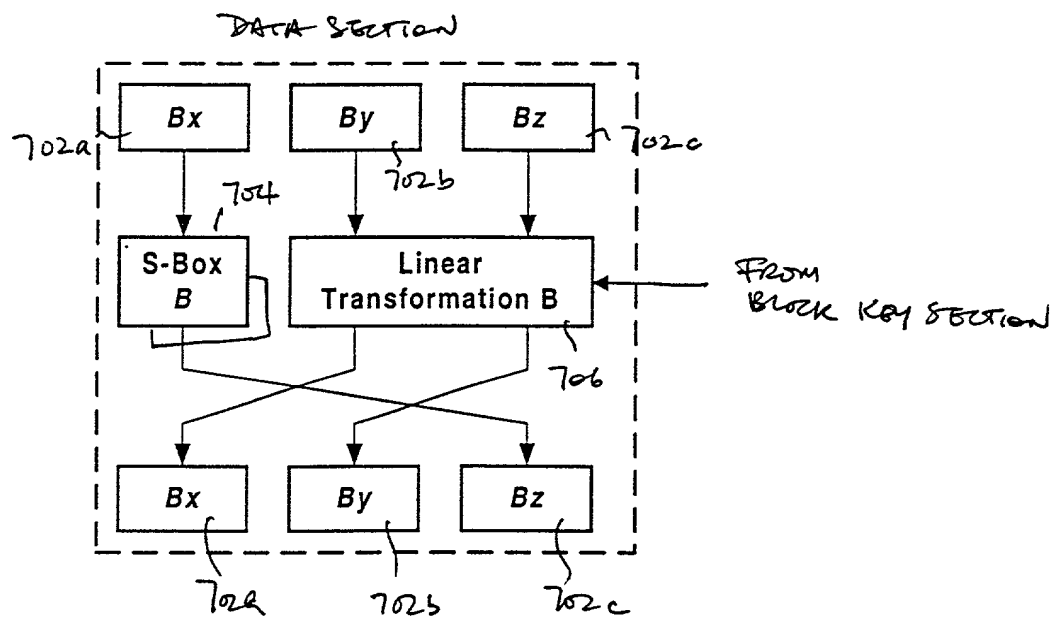 DATA SECTION
Bx
By
Bz
702a
702b
702c
704
S-Box
B
Linear
Transformation B
FROM
BLOCK KEY SECTION
706
Bx
By
Bz
702a
702b
702c